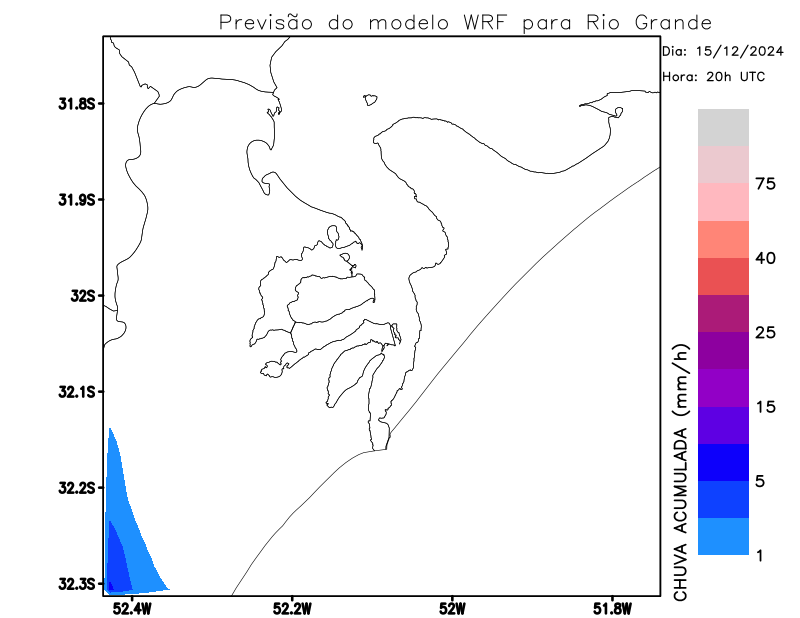 Previsão do modelo WRF para Rio Grande
Dia: 15/12/2024
Hora: 20h UTC
31.8S
31.9S
32S
32.1S
32.2S
32.3S
52.4W
52.2W
52W
51.8W
75
40
25
15
5
1
CHUVA ACUMULADA (mm/h)